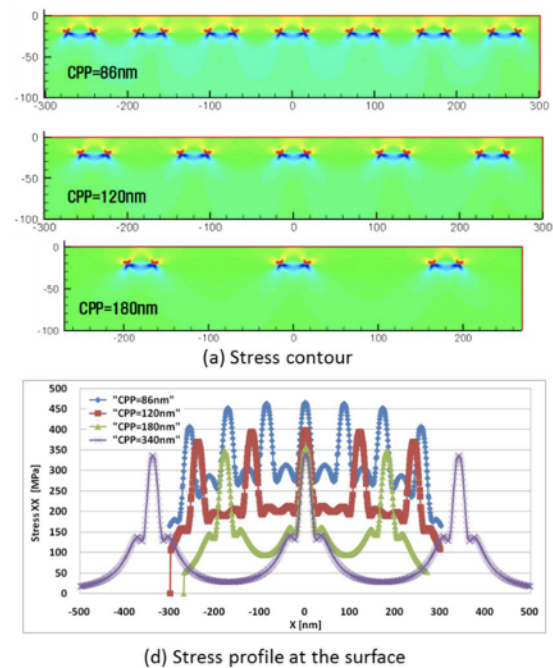 0
-50
-100
CPP=86nm
-300 -200 -100 0 100 200 300
0
-50
-100
CPP=120nm
-300 -200 -100 0 100 200 300
0
-50
-100
CPP=180nm
-200 -100 0 100 200
(a) Stress contour
500
450
400
350
300
250
200
150
100
50
0
Stress XX [MPa]
"CPP=86nm"
"CPP=120nm"
"CPP=180nm"
"CPP=340nm"
-500 -400 -300 -200 -100 0 100 200 300 400 500
X [nm]
(d) Stress profile at the surface